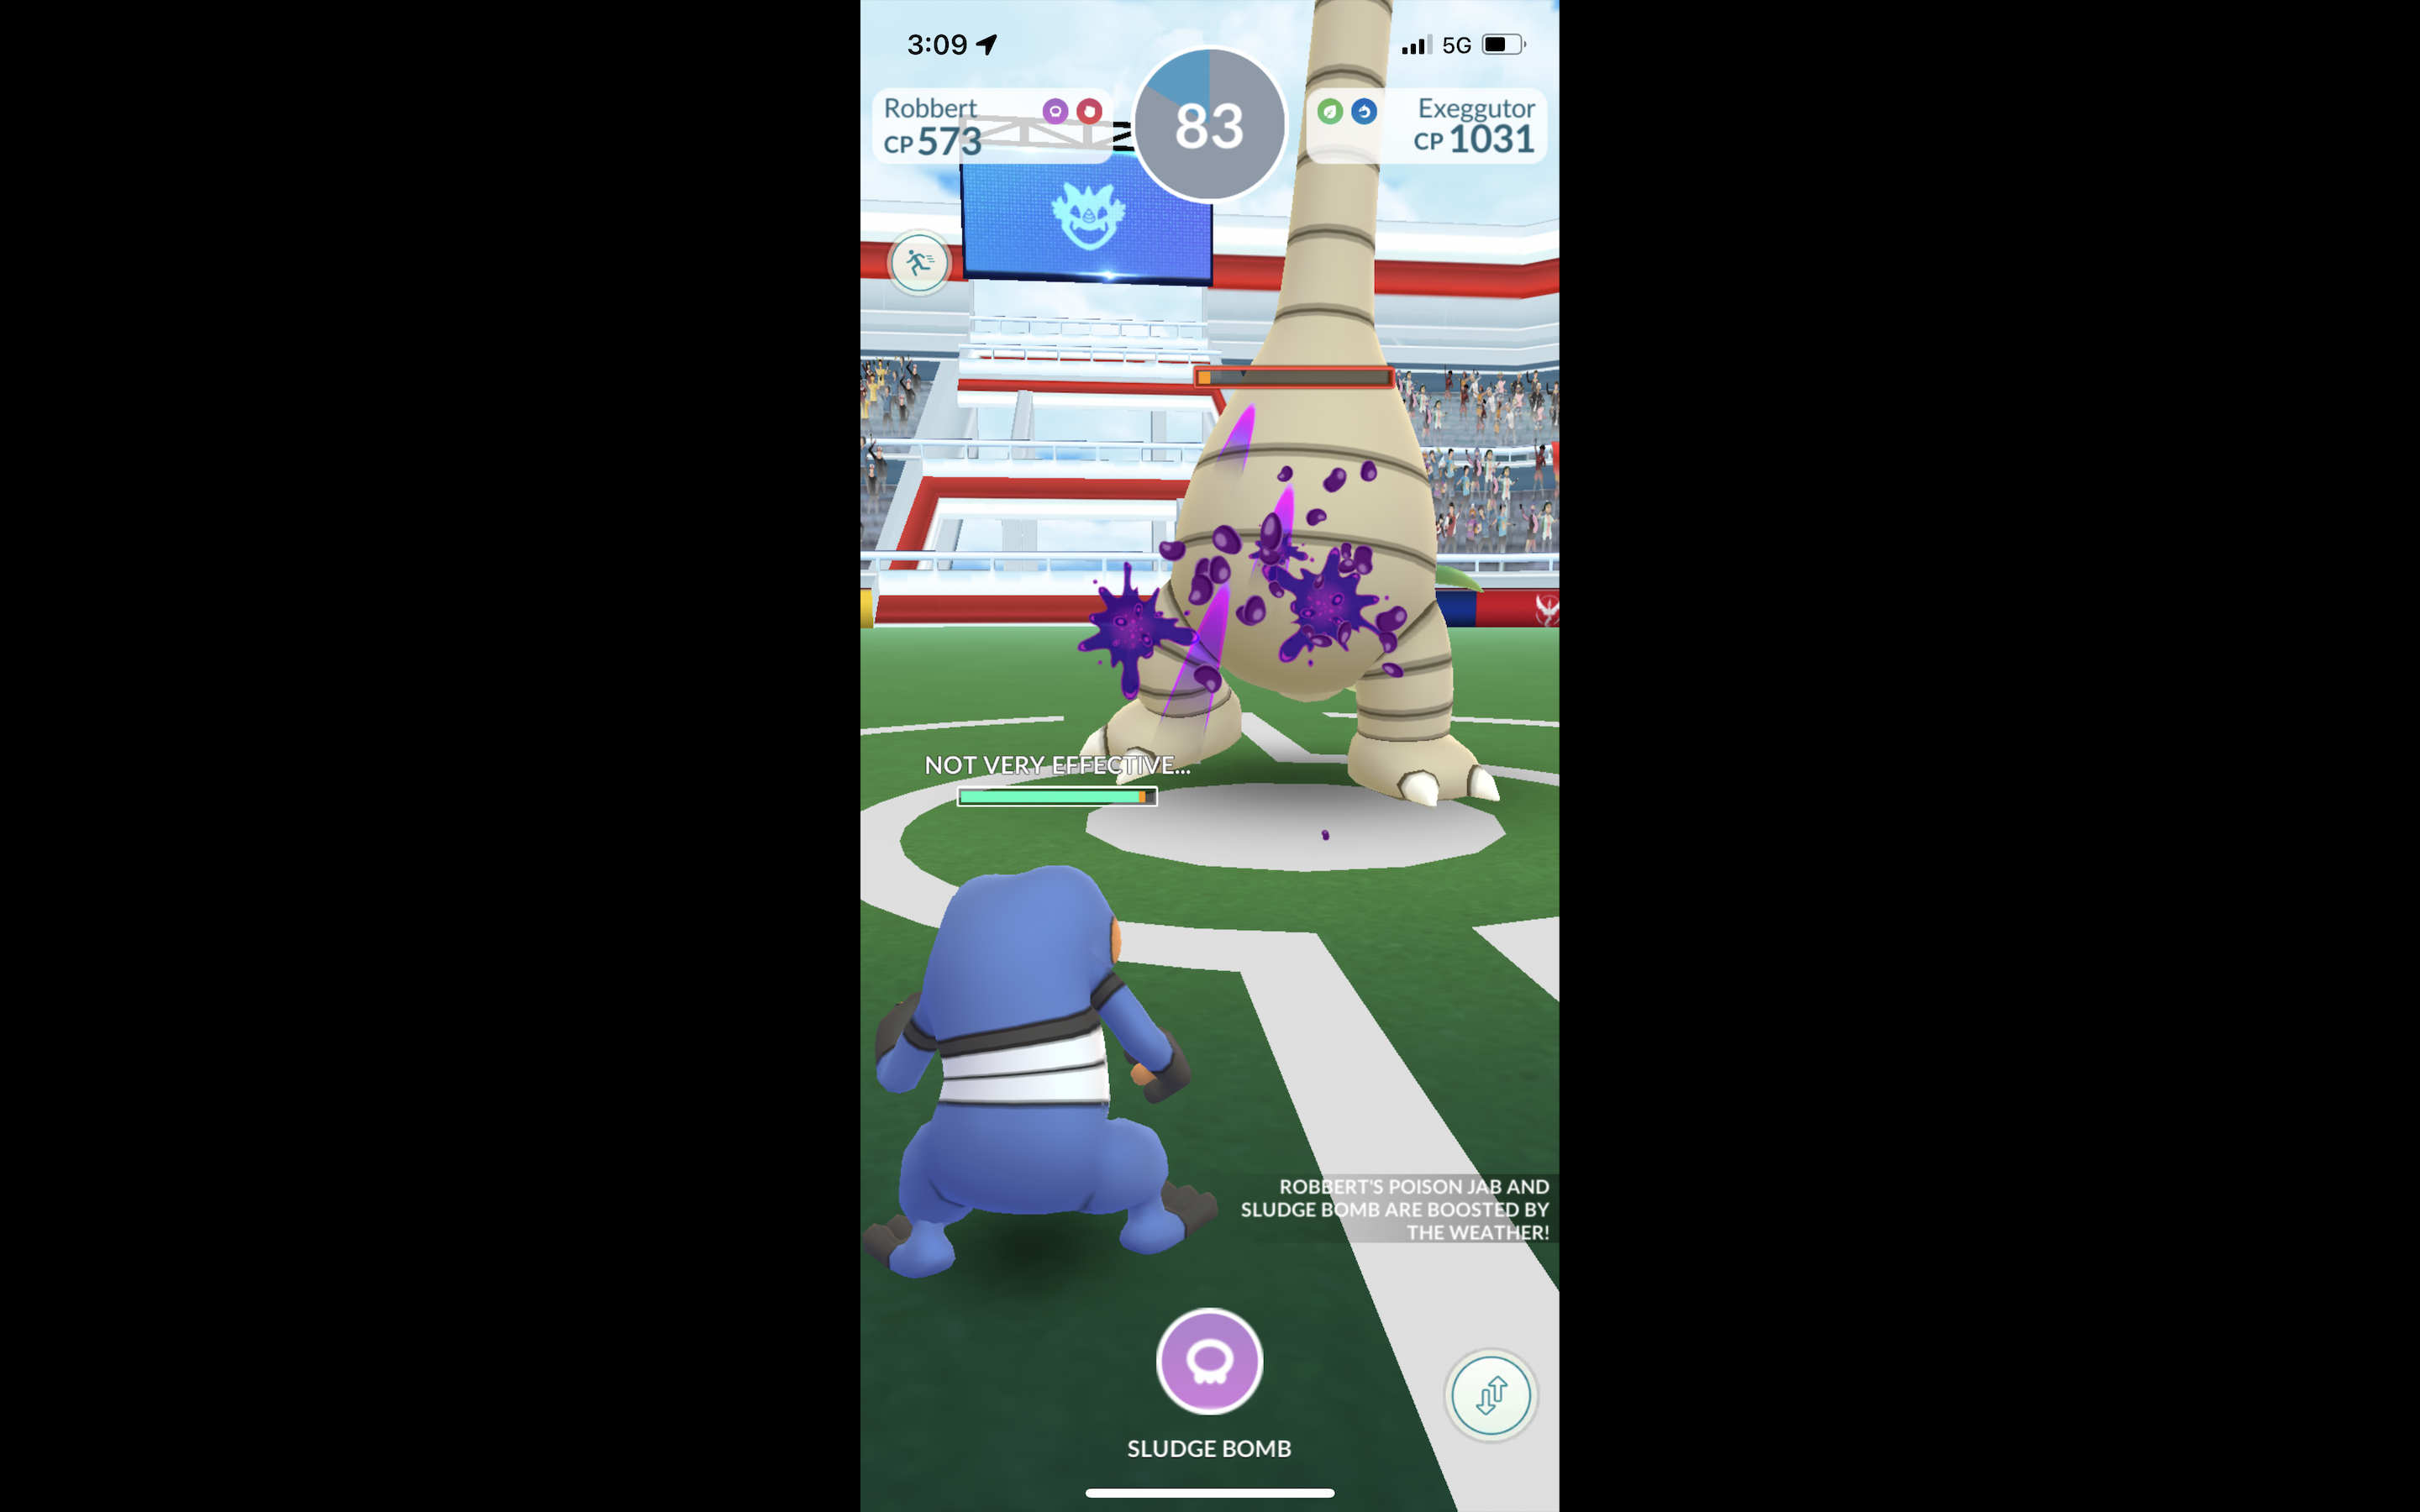 3:09
5G
Robbert
CP 573
83
Exeggutor
CP 1031
NOT VERY EFFECTIVE...
ROBBERT'S POISON JAB AND
SLUDGE BOMB ARE BOOSTED BY
THE WEATHER!
SLUDGE BOMB